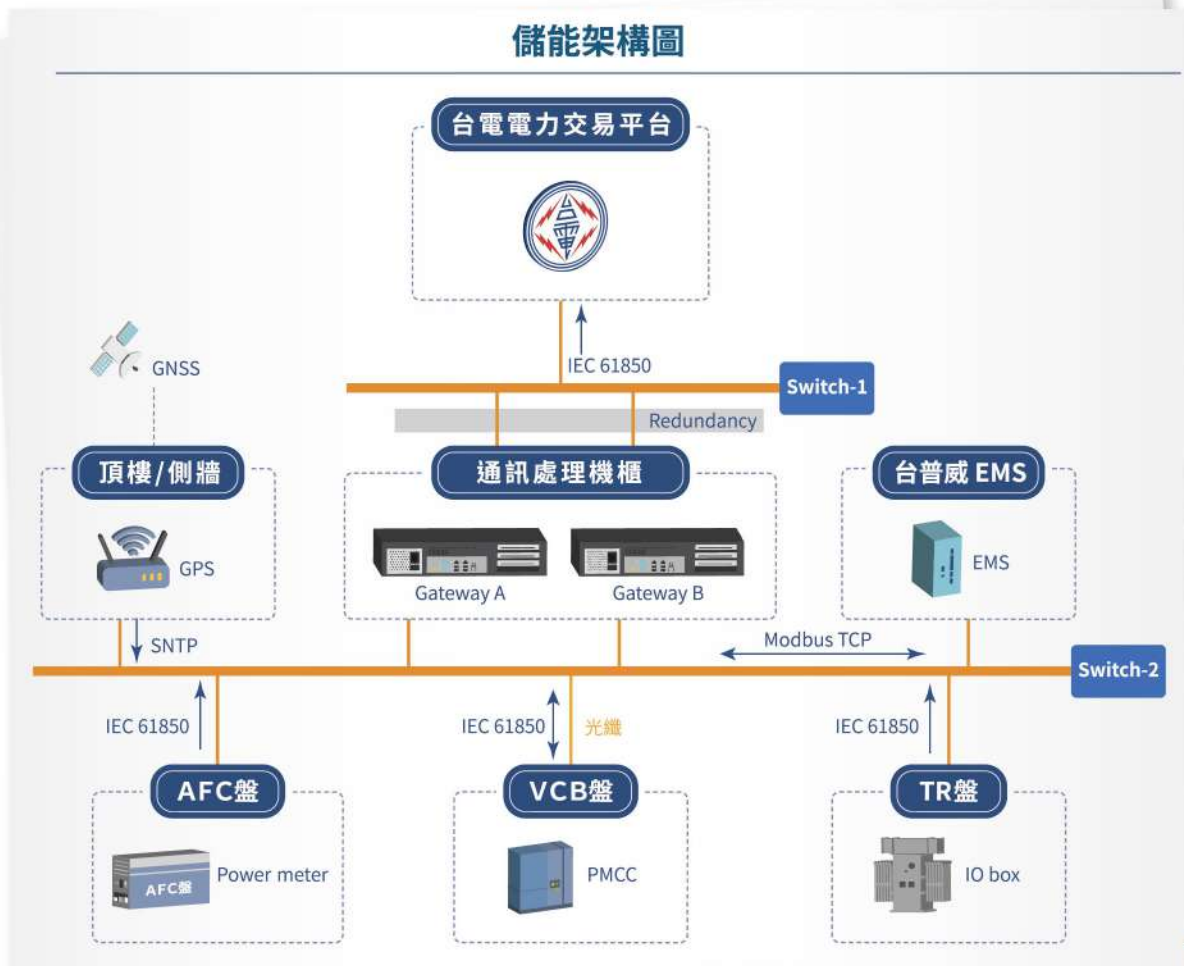 儲能架構圖
台電電力交易平台
台電
IEC 61850
Switch-1
Redundancy
GNSS
頂樓/側牆
GPS
SNTP
通訊處理機櫃
Gateway A
Gateway B
台普威 EMS
EMS
Modbus TCP
Switch-2
IEC 61850
IEC 61850
光纖
IEC 61850
AFC盤
AFC盤
Power meter
VCB盤
PMCC
TR盤
IO box